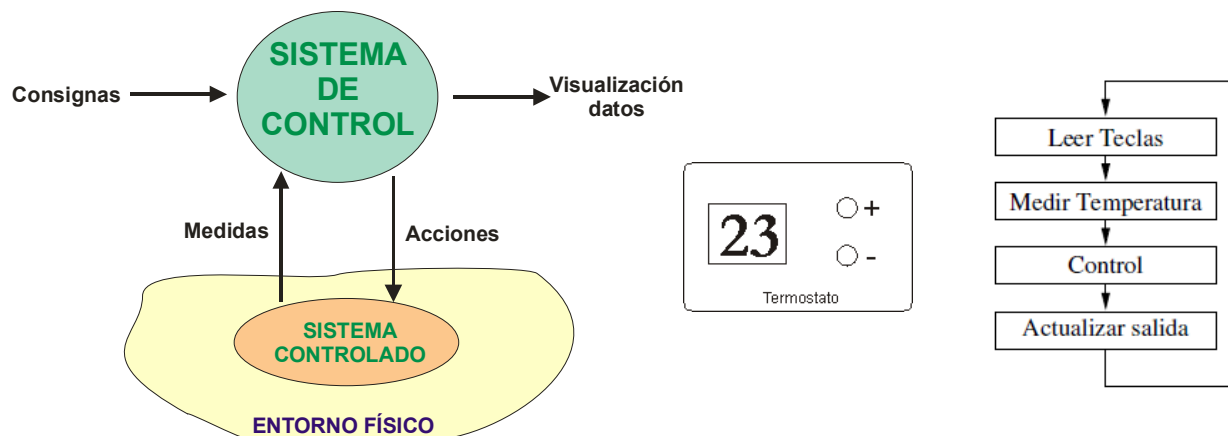 SISTEMA
DE
CONTROL
Consignas
Visualización
datos
Medidas
Acciones
SISTEMA
CONTROLADO
ENTORNO FÍSICO
23
+
-
Termostato
Leer Teclas
Medir Temperatura
Control
Actualizar salida